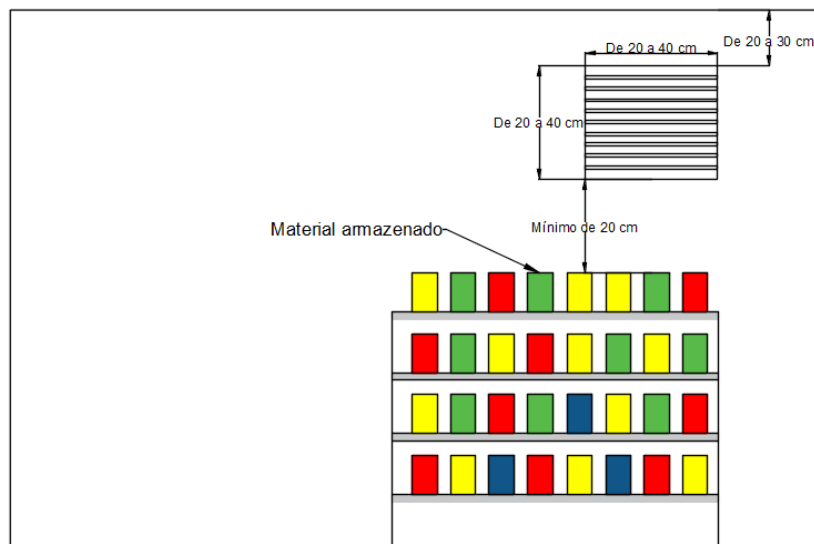 De 20 a 40 cm
De 20 a 30 cm
De 20 a 40 cm
Mínimo de 20 cm
Material armazenado